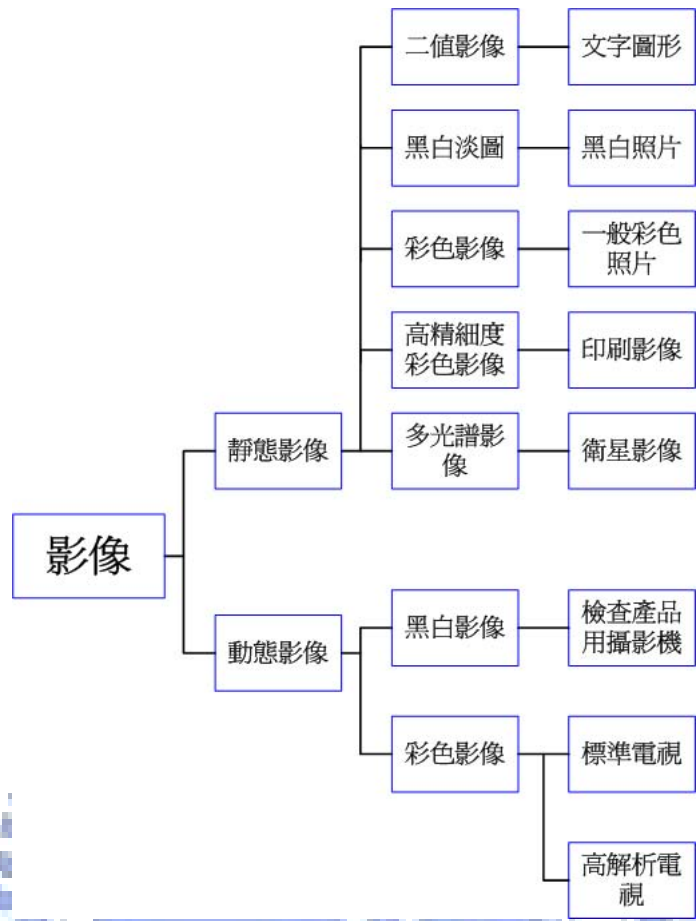 二值影像
文字圖形
黑白淡圖
黑白照片
彩色影像
一般彩色
照片
高精細度
彩色影像
印刷影像
靜態影像
多光譜影
像
衛星影像
影像
動態影像
黑白影像
檢查產品
用攝影機
彩色影像
標準電視
高解析電
視